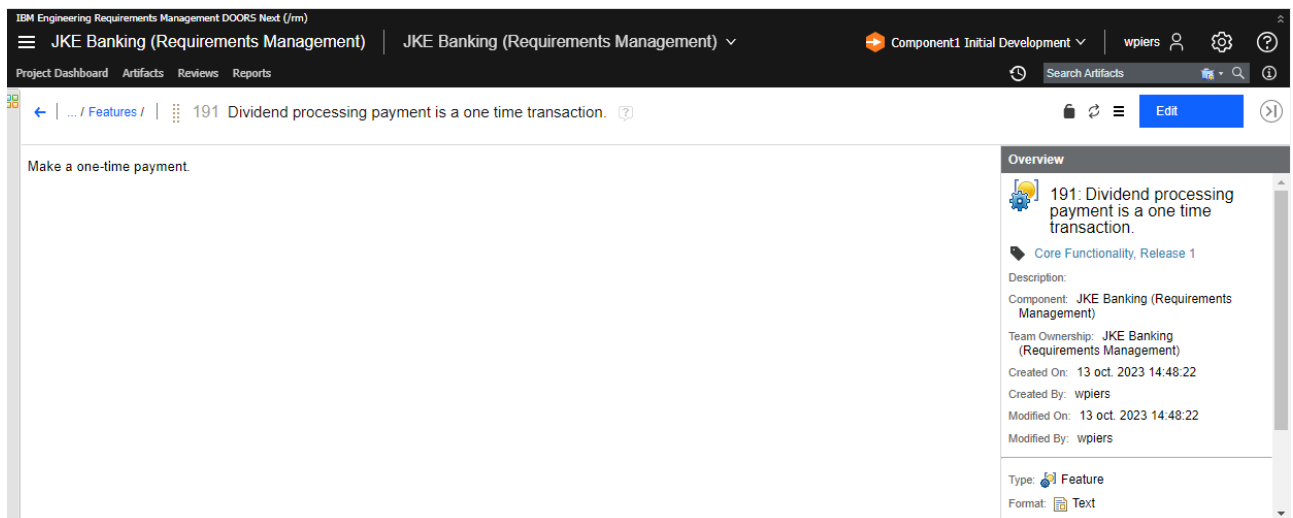 IBM Engineering Requirements Management DOORS Next (/rm)
JKE Banking (Requirements Management) JKE Banking (Requirements Management) Component1 Initial Development wpiers
Project Dashboard Artifacts Reviews Reports Search Artifacts
... / Features / 191 Dividend processing payment is a one time transaction. Edit
Make a one-time payment.
Overview
191: Dividend processing
payment is a one time
transaction.
Core Functionality, Release 1
Description:
Component: JKE Banking (Requirements
Management)
Team Ownership: JKE Banking
(Requirements Management)
Created On: 13 oct. 2023 14:48:22
Created By: wpiers
Modified On: 13 oct. 2023 14:48:22
Modified By: wpiers
Type: Feature
Format: Text